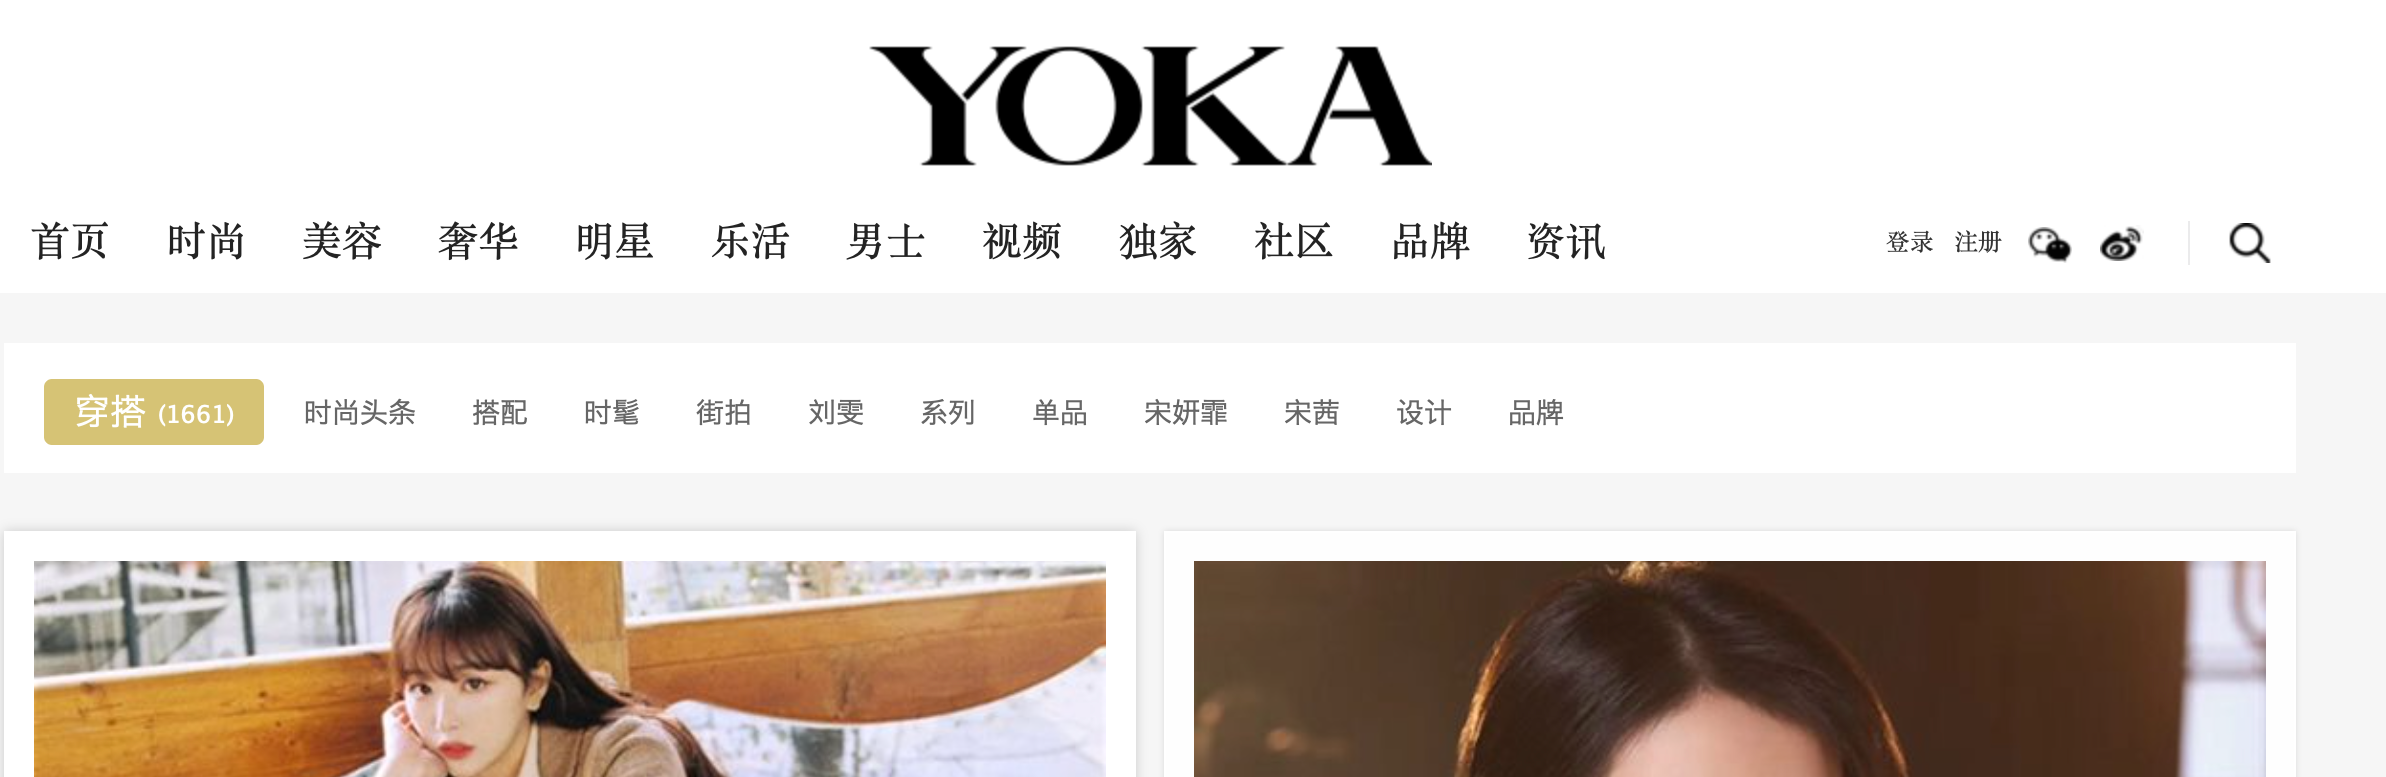 YOKA
首页 时尚 美容 奢华 明星 乐活 男士 视频 独家 社区 品牌 资讯 登录 注册
穿搭 (1661) 时尚头条 搭配 时髦 街拍 刘雯 系列 单品 宋妍霏 宋茜 设计 品牌